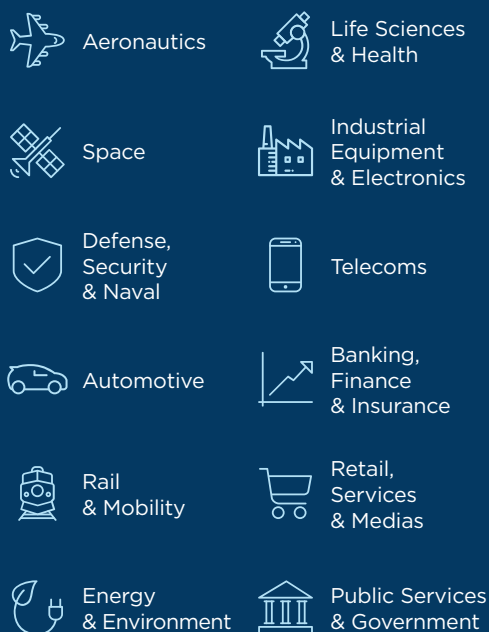 Aeronautics
Life Sciences
& Health
Space
Industrial
Equipment
& Electronics
Defense,
Security
& Naval
Telecoms
Automotive
Banking,
Finance
& Insurance
Rail
& Mobility
Retail,
Services
& Medias
Energy
& Environment
Public Services
& Government